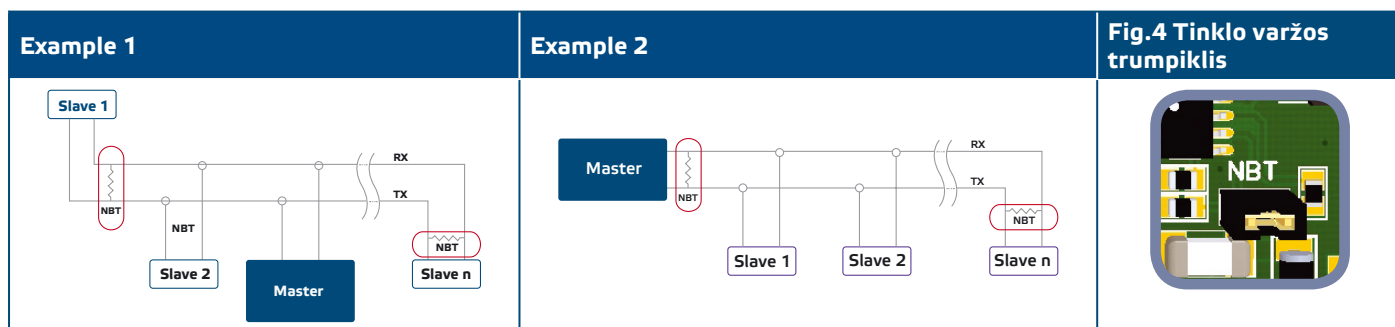 Example 1
Example 2
Fig.4 Tinklo varžos
trumpiklis
Slave 1
RX
TX
NBT
NBT
NBT
Slave 2
Master
Slave n
Master
RX
TX
NBT
NBT
Slave 1
Slave 2
Slave n
NBT